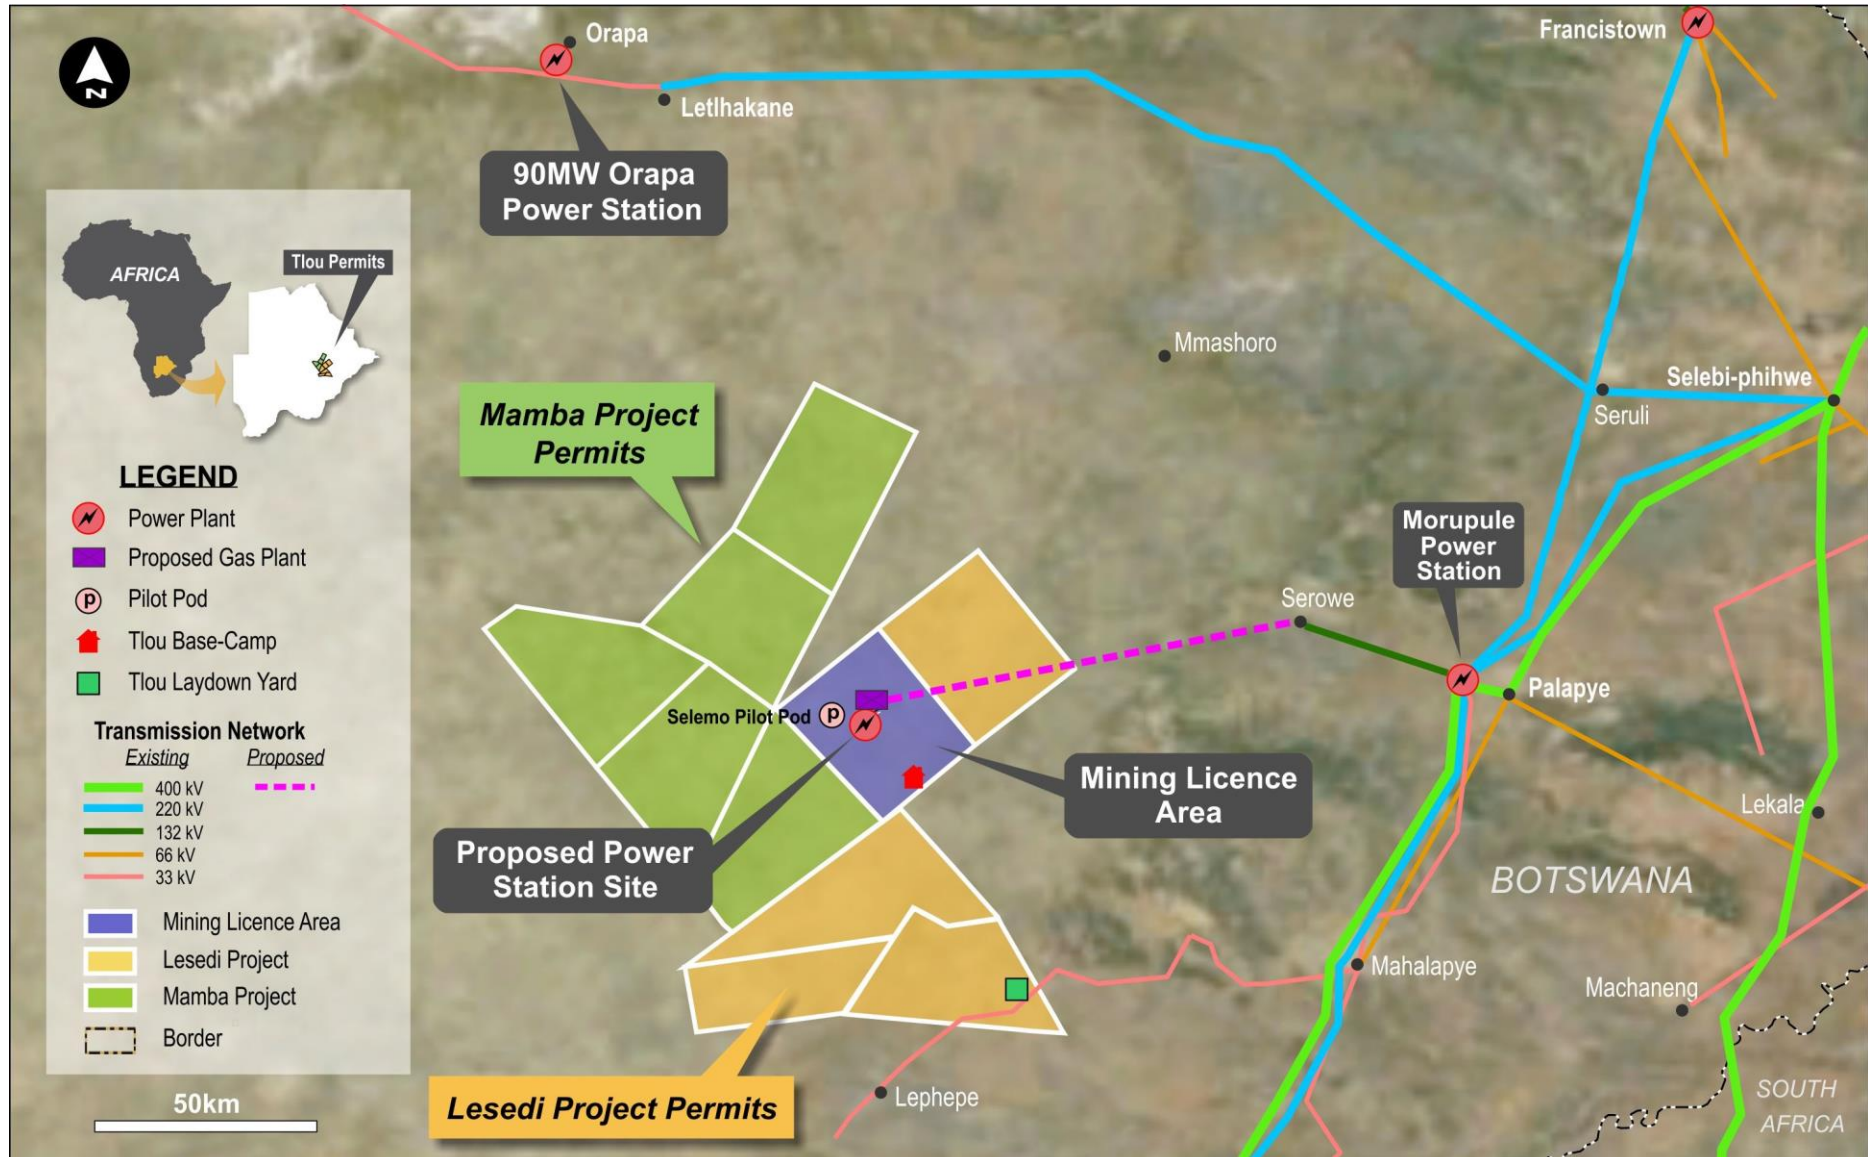 Orapa
Francistown
Letlhakane
N
90MW Orapa
Power Station
AFRICA
Tlou Permits
Mmashoro
Selebi-phihwe
Seruli
Mamba Project
Permits
LEGEND
Power Plant
Proposed Gas Plant
P
Pilot Pod
Tlou Base-Camp
Tlou Laydown Yard
Transmission Network
Existing
Proposed
400 kV
220 kV
132 kV
66 kV
33 kV
Mining Licence Area
Lesedi Project
Mamba Project
Border
50km
Morupule
Power
Station
Serowe
Palapye
Selemo Pilot Pod
P
Mining Licence
Area
Lekala
Proposed Power
Station Site
BOTSWANA
Mahalapye
Machaneng
Lesedi Project Permits
Lephepe
SOUTH
AFRICA